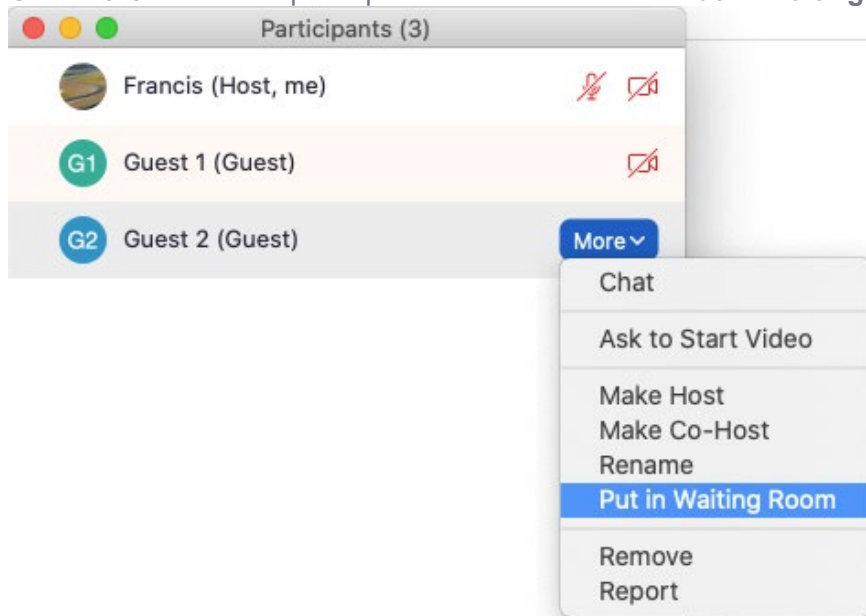 Participants (3)
Francis (Host, me)
G1 Guest 1 (Guest)
G2 Guest 2 (Guest) More
Chat
Ask to Start Video
Make Host
Make Co-Host
Rename
Put in Waiting Room
Remove
Report